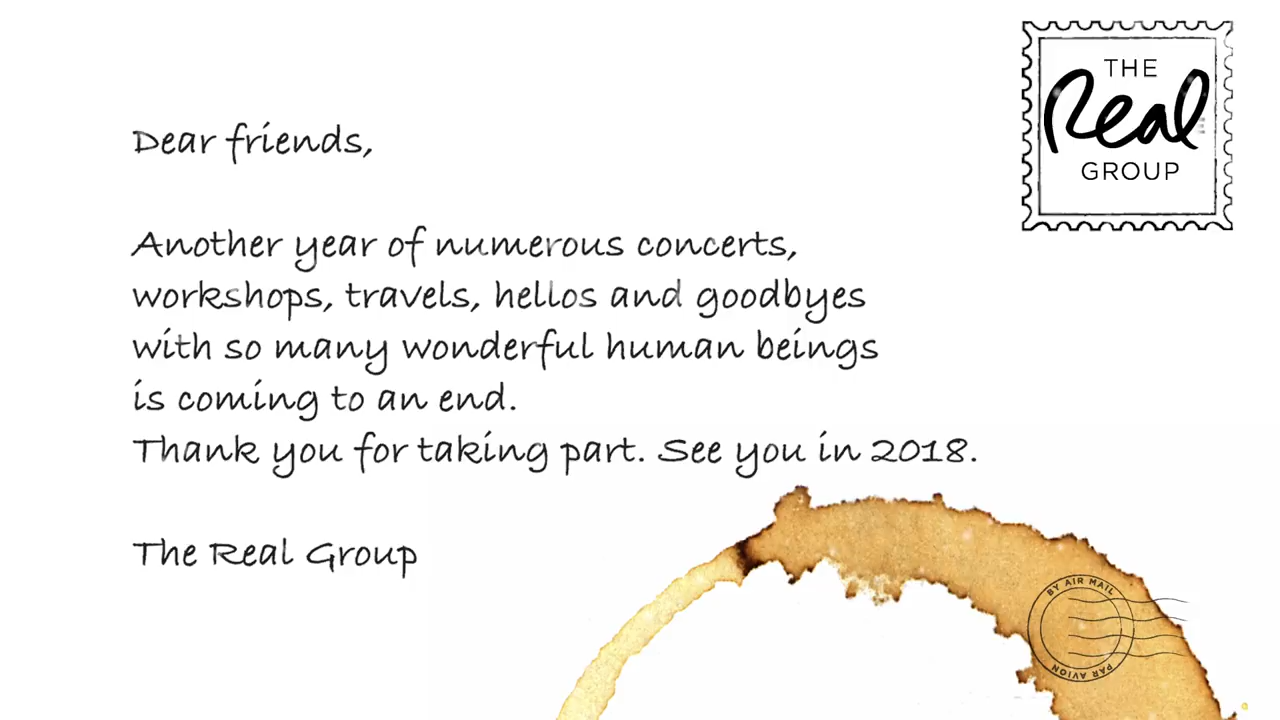 THE
Real
GROUP
Dear friends,
Another year of numerous concerts,
workshops, travels, hellos and goodbyes
with so many wonderful human beings
is coming to an end.
Thank you for taking part. See you in 2018.
The Real Group
BY AIR MAIL
PAR AVION